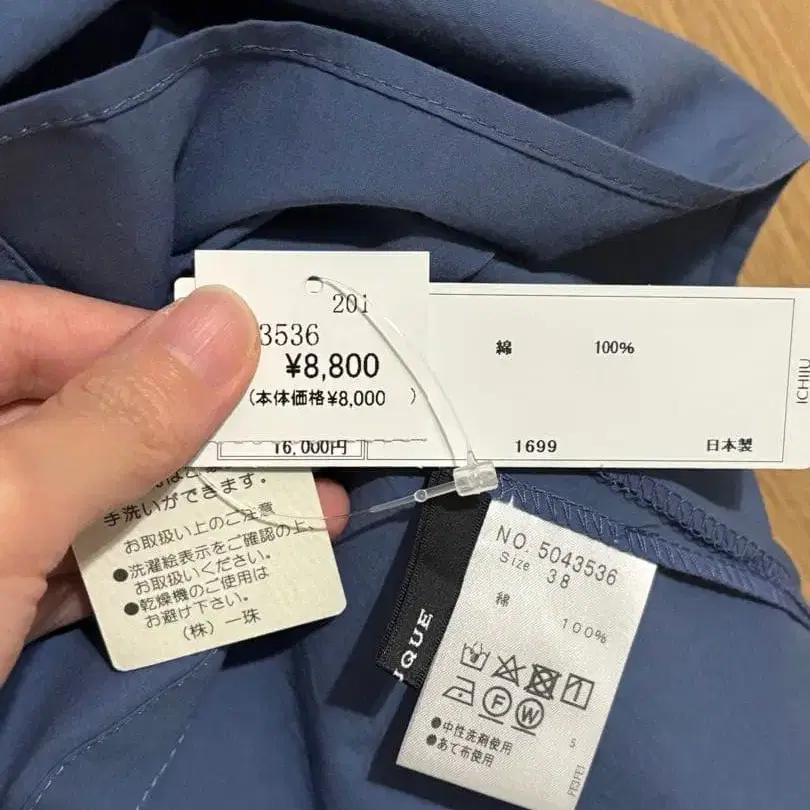 20i
3536
¥8,800
(本体価格¥8,000 )
16,000円
綿 100%
1699 日本製
ICHIJU
手洗いができます。
お取扱い上のご注意
●洗濯絵表示をご確認の上、
お取扱いください。
●乾燥機のご使用は
お避け下さい。
(株) 一珠
NO. 5043536
Size 38
綿 100%
F W
●中性洗剤使用
●あて布使用
5
QUE